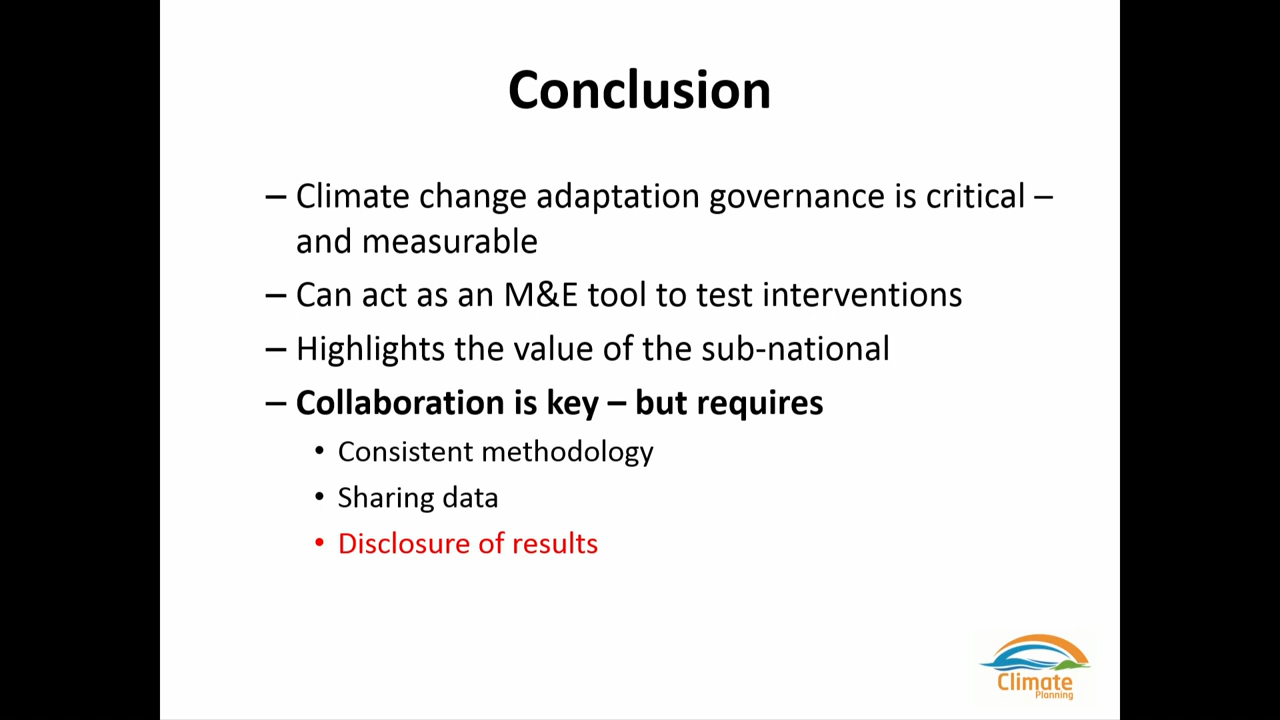 Conclusion
– Climate change adaptation governance is critical –
and measurable
– Can act as an M&E tool to test interventions
– Highlights the value of the sub-national
– Collaboration is key – but requires
• Consistent methodology
• Sharing data
• Disclosure of results
Climate
Planning